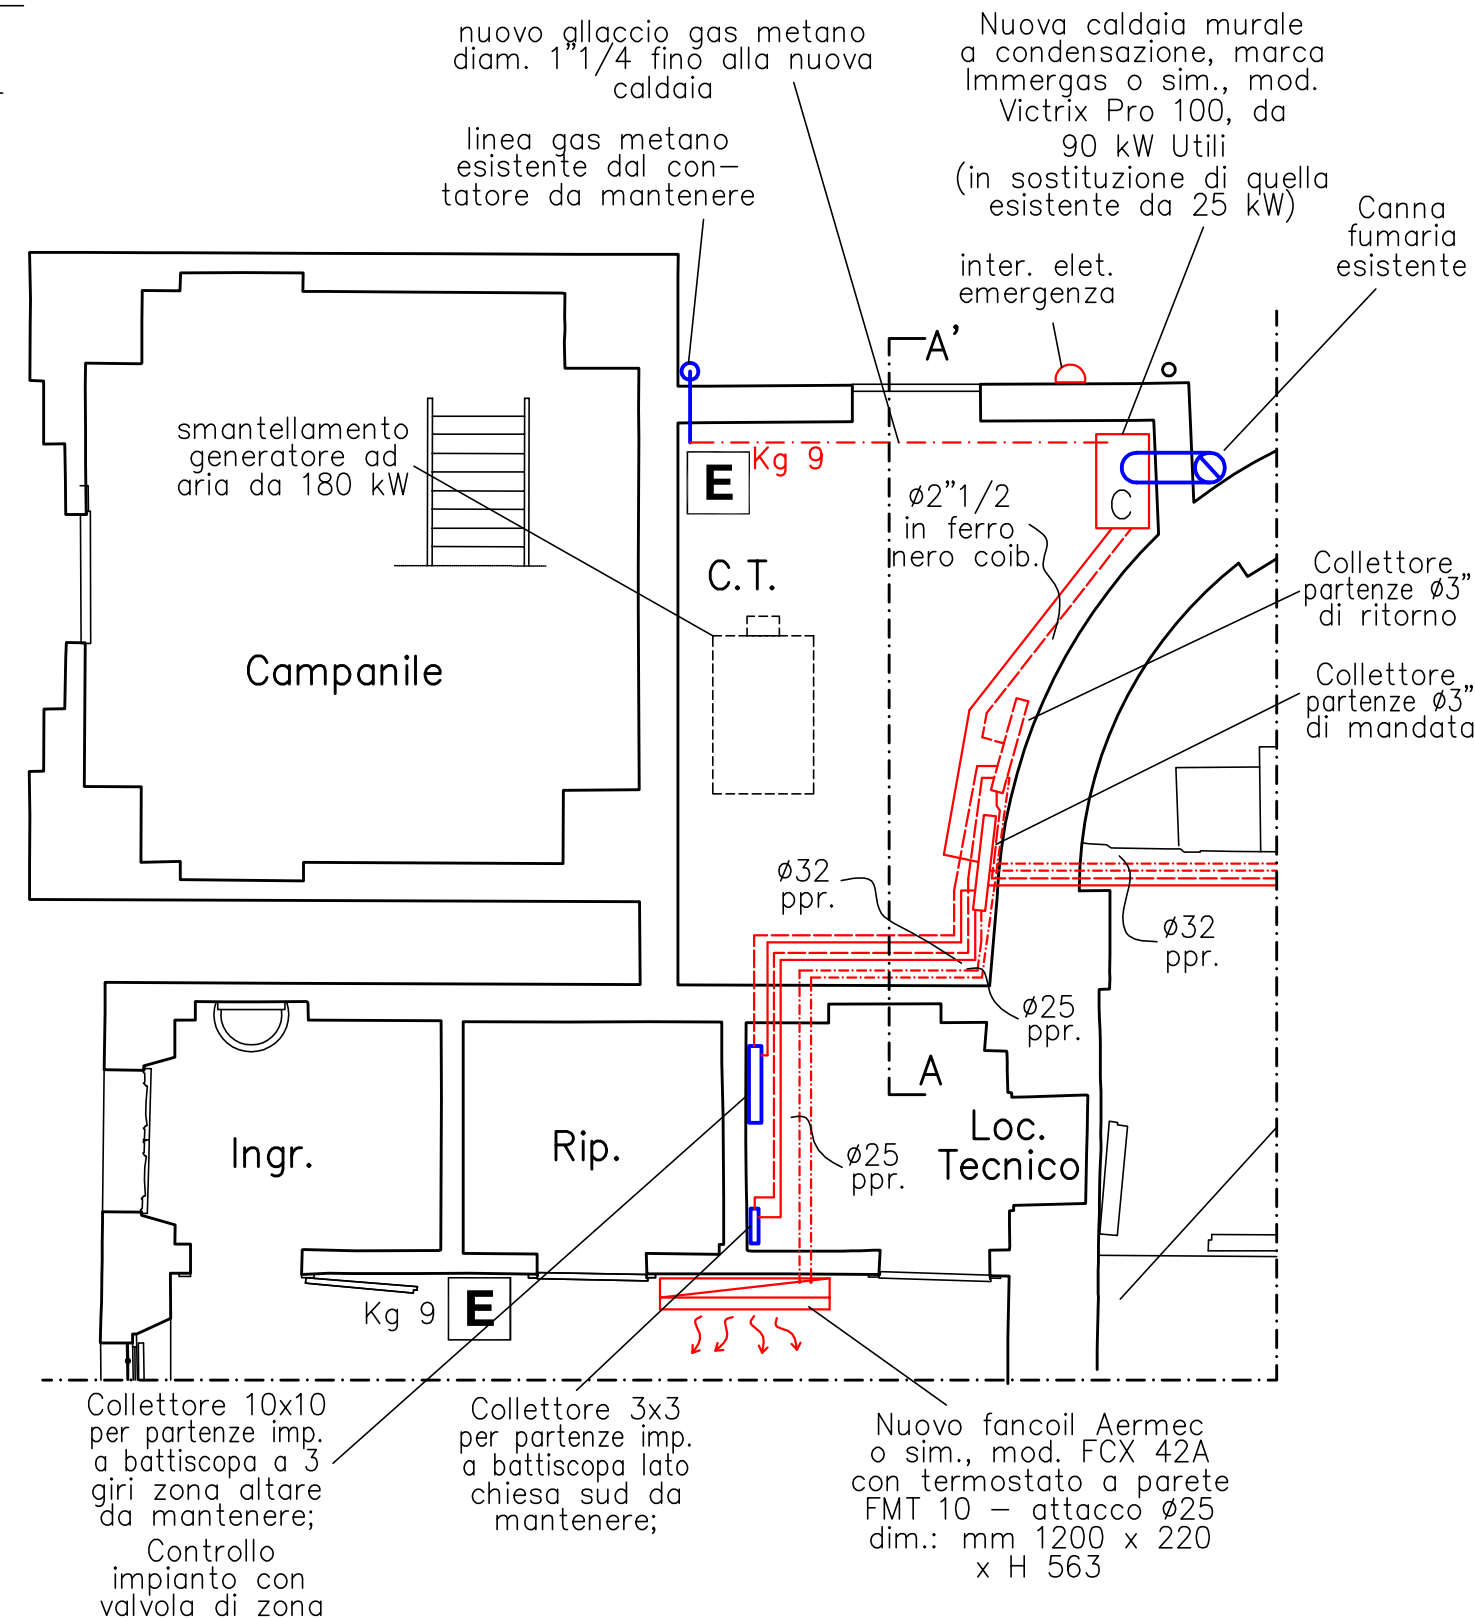 nuovo allaccio gas metano
diam. 1"1/4 fino alla nuova
caldaia
Nuova caldaia murale
a condensazione, marca
Immergas o sim., mod.
Victrix Pro 100, da
90 kW Utili
(in sostituzione di quella
esistente da 25 kW)
linea gas metano
esistente dal con-
tatore da mantenere
Canna
fumaria
esistente
inter. elet.
emergenza
A'
smantellamento
generatore ad
aria da 180 kW
Kg 9
E
C
ø2"1/2
in ferro
nero coib.
C.T.
Collettore
partenze ø3"
di ritorno
Campanile
Collettore
partenze ø3"
di mandata
ø32
ppr.
ø32
ppr.
ø25
ppr.
A
Ingr.
Rip.
Loc.
Tecnico
ø25
ppr.
Kg 9
E
Collettore 10x10
per partenze imp.
a battiscopa a 3
giri zona altare
da mantenere;
Controllo
impianto con
valvola di zona
Collettore 3x3
per partenze imp.
a battiscopa lato
chiesa sud da
mantenere;
Nuovo fancoil Aermec
o sim., mod. FCX 42A
con termostato a parete
FMT 10 - attacco ø25
dim.: mm 1200 x 220
x H 563